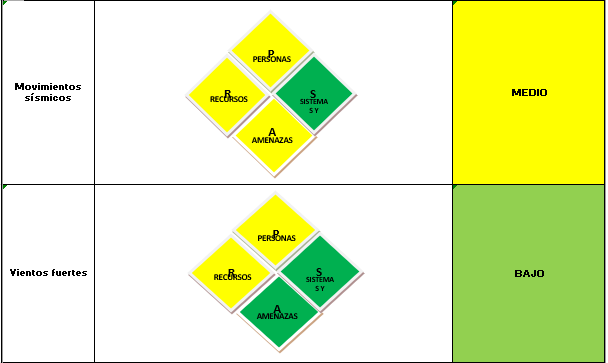 Movimientos
sísmicos
P
PERSONAS
R
RECURSOS
S
SISTEMA
S Y
A
AMENAZAS
MEDIO
Vientos fuertes
P
PERSONAS
R
RECURSOS
S
SISTEMA
S Y
A
AMENAZAS
BAJO